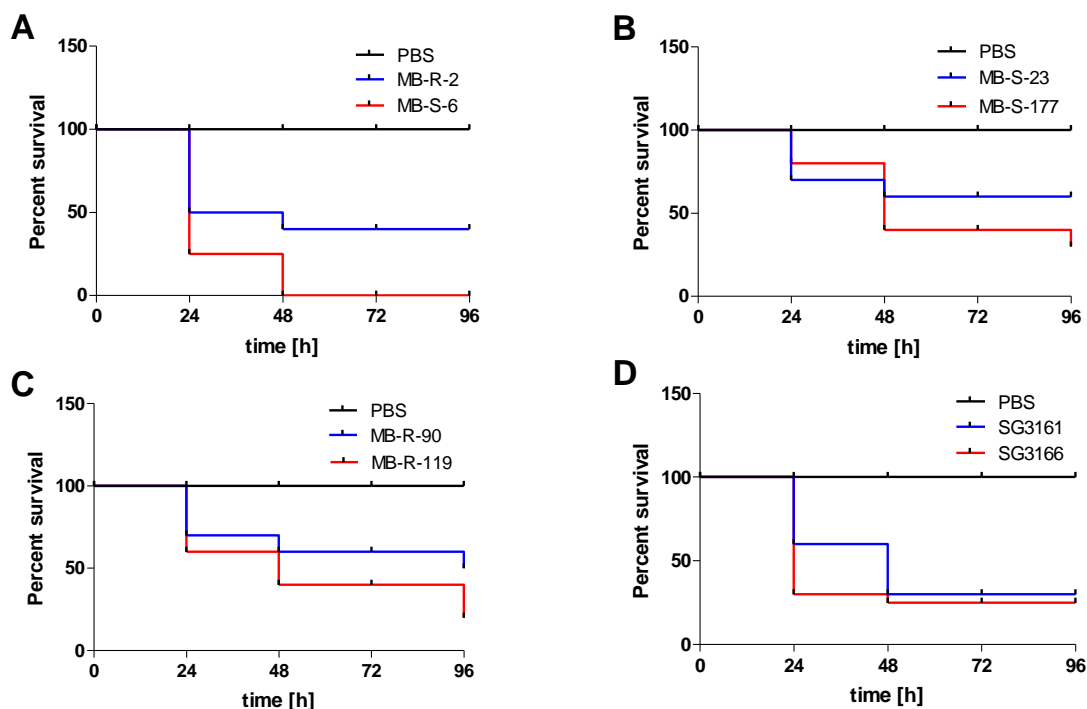 A
150
100
50
0
Percent survival
PBS
MB-R-2
MB-S-6
0 24 48 72 96
time [h]
B
150
100
50
0
Percent survival
PBS
MB-S-23
MB-S-177
0 24 48 72 96
time [h]
C
150
100
50
0
Percent survival
PBS
MB-R-90
MB-R-119
0 24 48 72 96
time [h]
D
150
100
50
0
Percent survival
PBS
SG3161
SG3166
0 24 48 72 96
time [h]